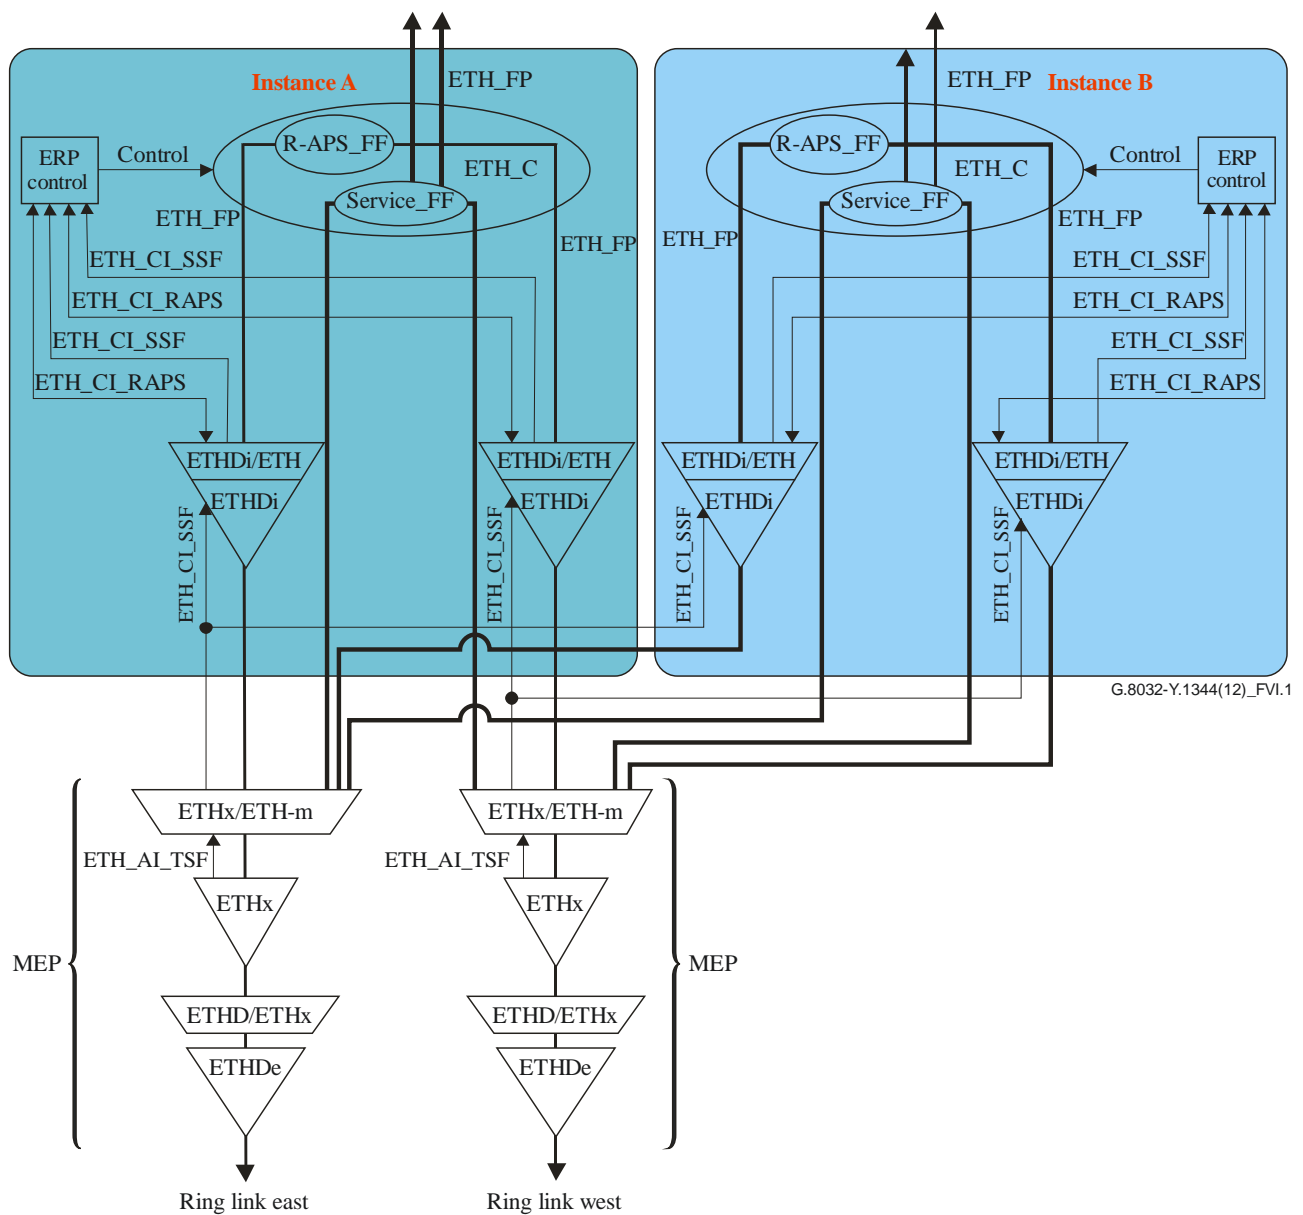 Instance A
ETH_FP
ETH_FP
Instance B
R-APS_FF
R-APS_FF
ERP
control
Control
ETH_C
ETH_C
Control
ERP
control
Service_FF
Service_FF
ETH_FP
ETH_FP
ETH_FP
ETH_FP
ETH_CI_SSF
ETH_CI_SSF
ETH_CI_RAPS
ETH_CI_RAPS
ETH_CI_SSF
ETH_CI_SSF
ETH_CI_RAPS
ETH_CI_RAPS
ETHDi/ETH
ETHDi/ETH
ETHDi/ETH
ETHDi/ETH
ETHDi
ETHDi
ETHDi
ETHDi
ETH_CI_SSF
ETH_CI_SSF
ETH_CI_SSF
ETH_CI_SSF
G.8032-Y.1344(12)_FVI.1
ETHx/ETH-m
ETHx/ETH-m
ETH_AI_TSF
ETH_AI_TSF
ETHx
ETHx
MEP
MEP
ETHD/ETHx
ETHD/ETHx
ETHDe
ETHDe
Ring link east
Ring link west